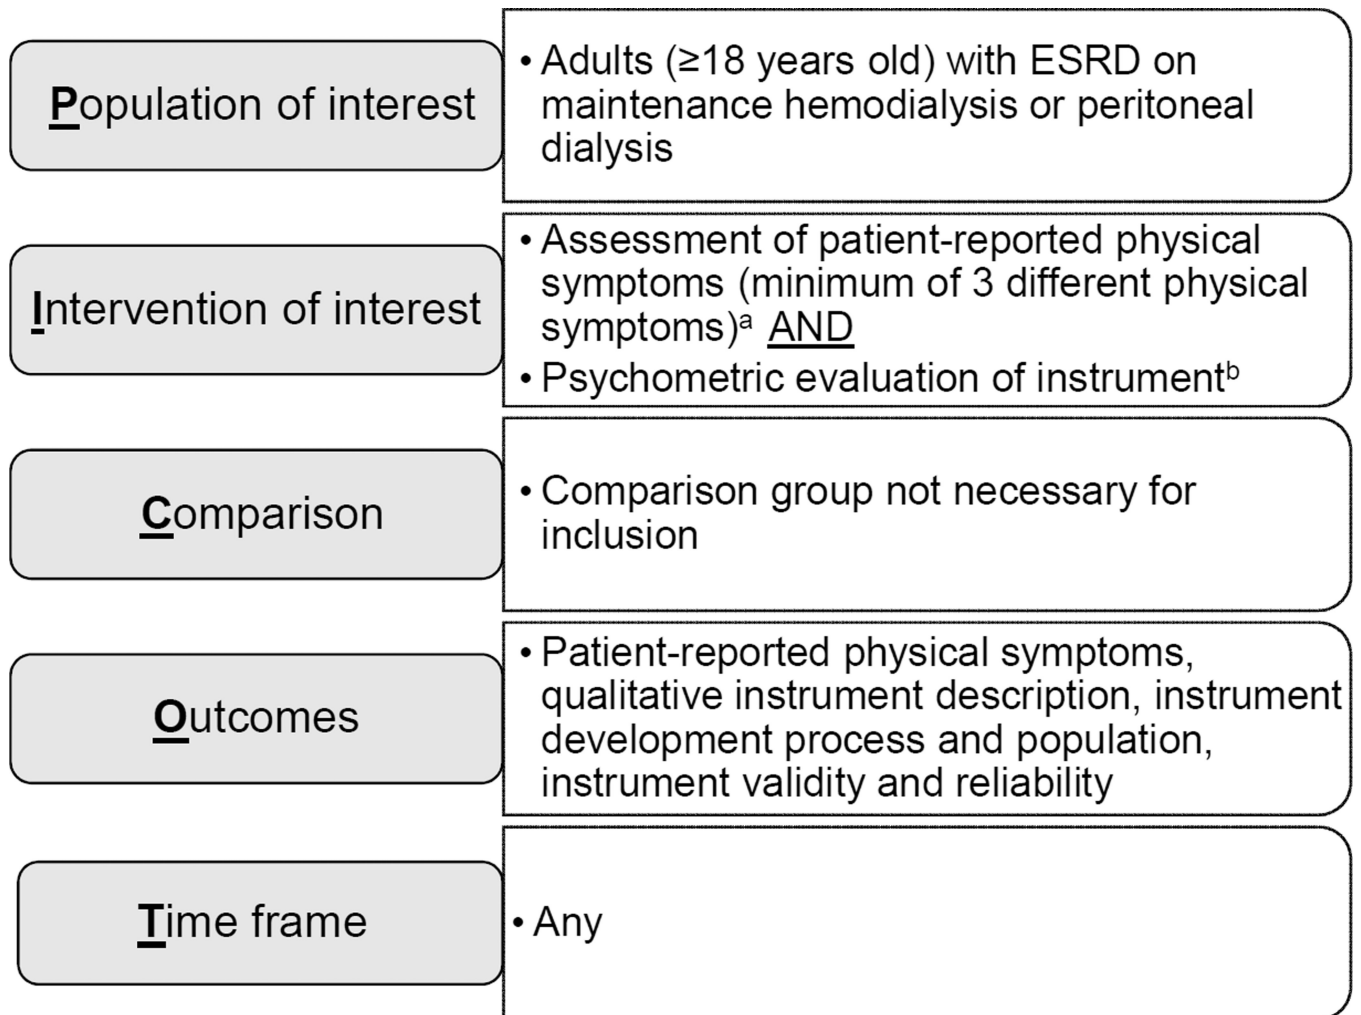 Population of interest
• Adults (≥18 years old) with ESRD on
maintenance hemodialysis or peritoneal
dialysis
Intervention of interest
• Assessment of patient-reported physical
symptoms (minimum of 3 different physical
symptoms)ᵃ AND
• Psychometric evaluation of instrumentᵇ
Comparison
• Comparison group not necessary for
inclusion
Outcomes
• Patient-reported physical symptoms,
qualitative instrument description, instrument
development process and population,
instrument validity and reliability
Time frame
• Any